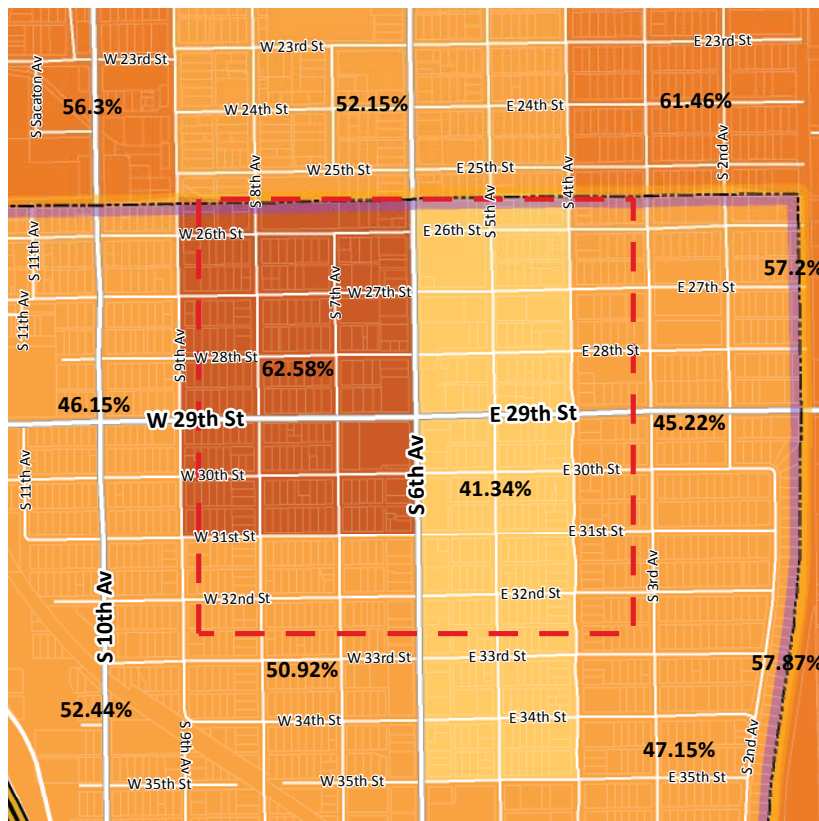 W 23rd St
E 23rd St
W 23rd St
S Sacaton Av
56.3%
W 24th St
52.15%
E 24th St
61.46%
W 25th St
E 25th St
S 8th Av
S 5th Av
S 4th Av
S 2nd Av
S 11th Av
W 26th St
E 26th St
57.2%
S 11th Av
S 7th Av
W 27th St
E 27th St
S 9th Av
W 28th St
E 28th St
62.58%
46.15%
W 29th St
E 29th St
45.22%
S 11th Av
W 30th St
S 6th Av
E 30th St
41.34%
W 31st St
E 31st St
S 10th Av
W 32nd St
E 32nd St
S 3rd Av
W 33rd St
E 33rd St
57.87%
50.92%
52.44%
W 34th St
E 34th St
S 9th Av
47.15%
S 2nd Av
W 35th St
W 35th St
E 35th St